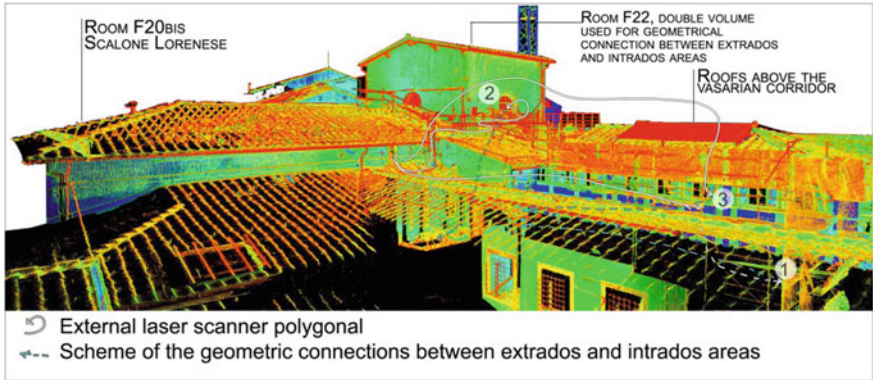 ROOM F20BIS
SCALONE LORENESE
ROOM F22, DOUBLE VOLUME
USED FOR GEOMETRICAL
CONNECTION BETWEEN EXTRADOS
AND INTRADOS AREAS
ROOFS ABOVE THE
VASARIAN CORRIDOR
2
3
1
External laser scanner polygonal
Scheme of the geometric connections between extrados and intrados areas